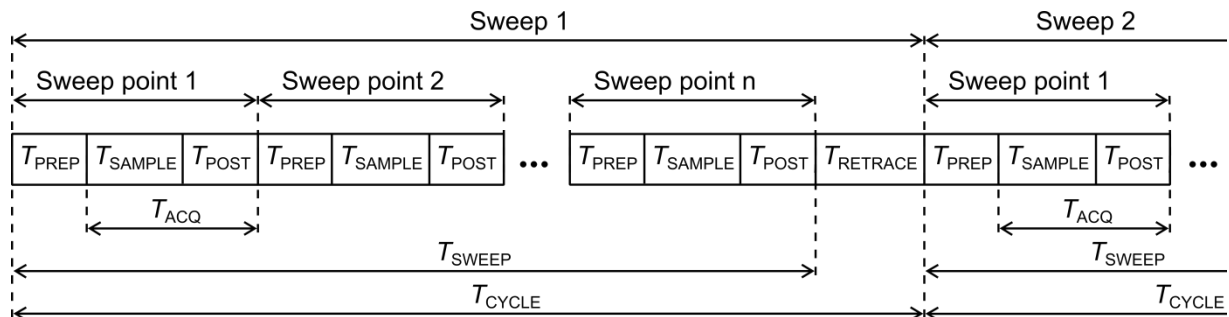 Sweep 1 Sweep 2
Sweep point 1 Sweep point 2 Sweep point n Sweep point 1
TPREP TSAMPLE TPOST TPREP TSAMPLE TPOST ••• TPREP TSAMPLE TPOST TRETRACE TPREP TSAMPLE TPOST •••
TACQ TACQ
TSWEEP TSWEEP
TCYCLE TCYCLE